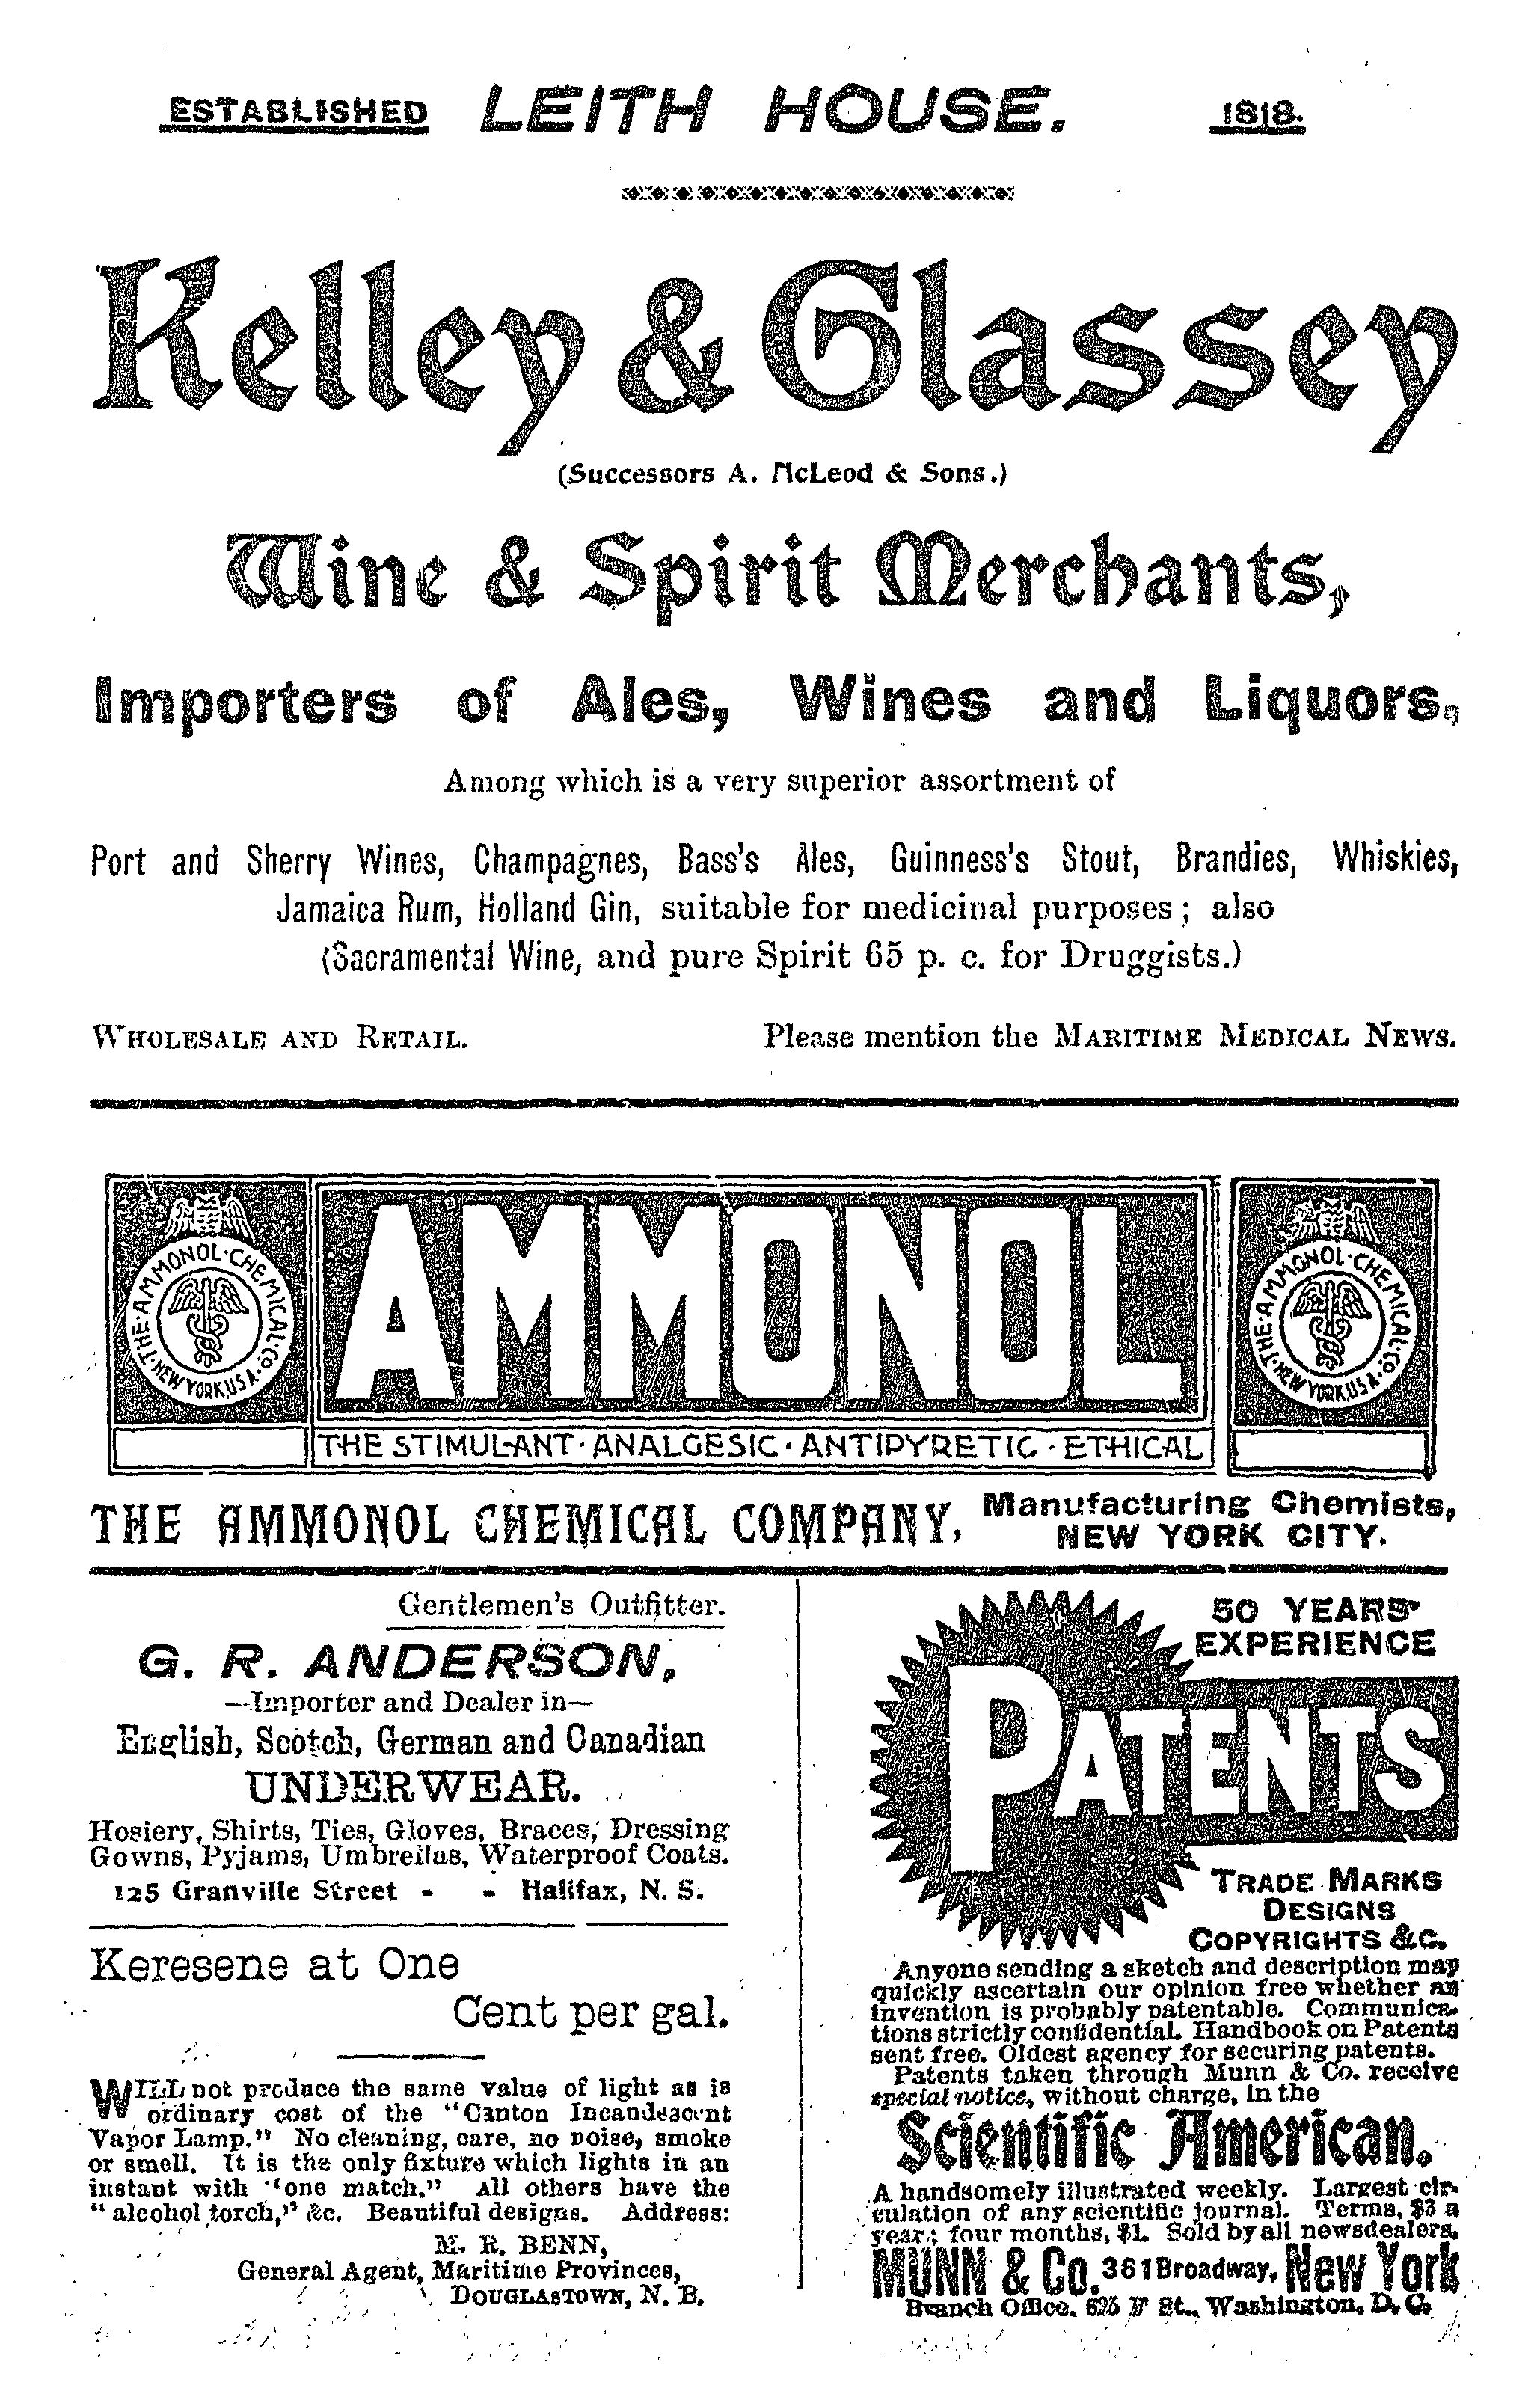 ESTABLISHED LEITH HOUSE. 1818.
Kelley & Glassey
(Successors A. McLeod & Sons.)
Wine & Spirit Merchants,
Importers of Ales, Wines and Liquors,
Among which is a very superior assortment of
Port and Sherry Wines, Champagnes, Bass's Ales, Guinness's Stout, Brandies, Whiskies,
Jamaica Rum, Holland Gin, suitable for medicinal purposes; also
(Sacramental Wine, and pure Spirit 65 p. c. for Druggists.)
WHOLESALE AND RETAIL. Please mention the MARITIME MEDICAL NEWS.
THE·AMMONOL·CHEMICAL·CO·
·NEW YORK U.S.A.·
AMMONOL
THE·AMMONOL·CHEMICAL·CO·
·NEW YORK U.S.A.·
THE STIMULANT·ANALGESIC·ANTIPYRETIC·ETHICAL
THE AMMONOL CHEMICAL COMPANY, Manufacturing Chemists,
NEW YORK CITY.
Gentlemen's Outfitter.
G. R. ANDERSON,
—Importer and Dealer in—
English, Scotch, German and Canadian
UNDERWEAR.
Hosiery, Shirts, Ties, Gloves, Braces, Dressing
Gowns, Pyjams, Umbrellas, Waterproof Coats.
125 Granville Street - - Halifax, N. S.
Keresene at One
Cent per gal.
WILL not produce the same value of light as is
ordinary cost of the "Canton Incandescent
Vapor Lamp." No cleaning, care, no noise, smoke
or smell. It is the only fixture which lights in an
instant with "one match." All others have the
"alcohol torch," &c. Beautiful designs. Address:
M. R. BENN,
General Agent, Maritime Provinces,
DOUGLASTOWN, N. B.
50 YEARS'
EXPERIENCE
PATENTS
TRADE MARKS
DESIGNS
COPYRIGHTS &C.
Anyone sending a sketch and description may
quickly ascertain our opinion free whether an
invention is probably patentable. Communica-
tions strictly confidential. Handbook on Patents
sent free. Oldest agency for securing patents.
Patents taken through Munn & Co. receive
special notice, without charge, in the
Scientific American.
A handsomely illustrated weekly. Largest cir-
culation of any scientific journal. Terms, $3 a
year; four months, $1. Sold by all newsdealers.
MUNN & Co. 361 Broadway, New York
Branch Office, 625 F St., Washington, D. C.